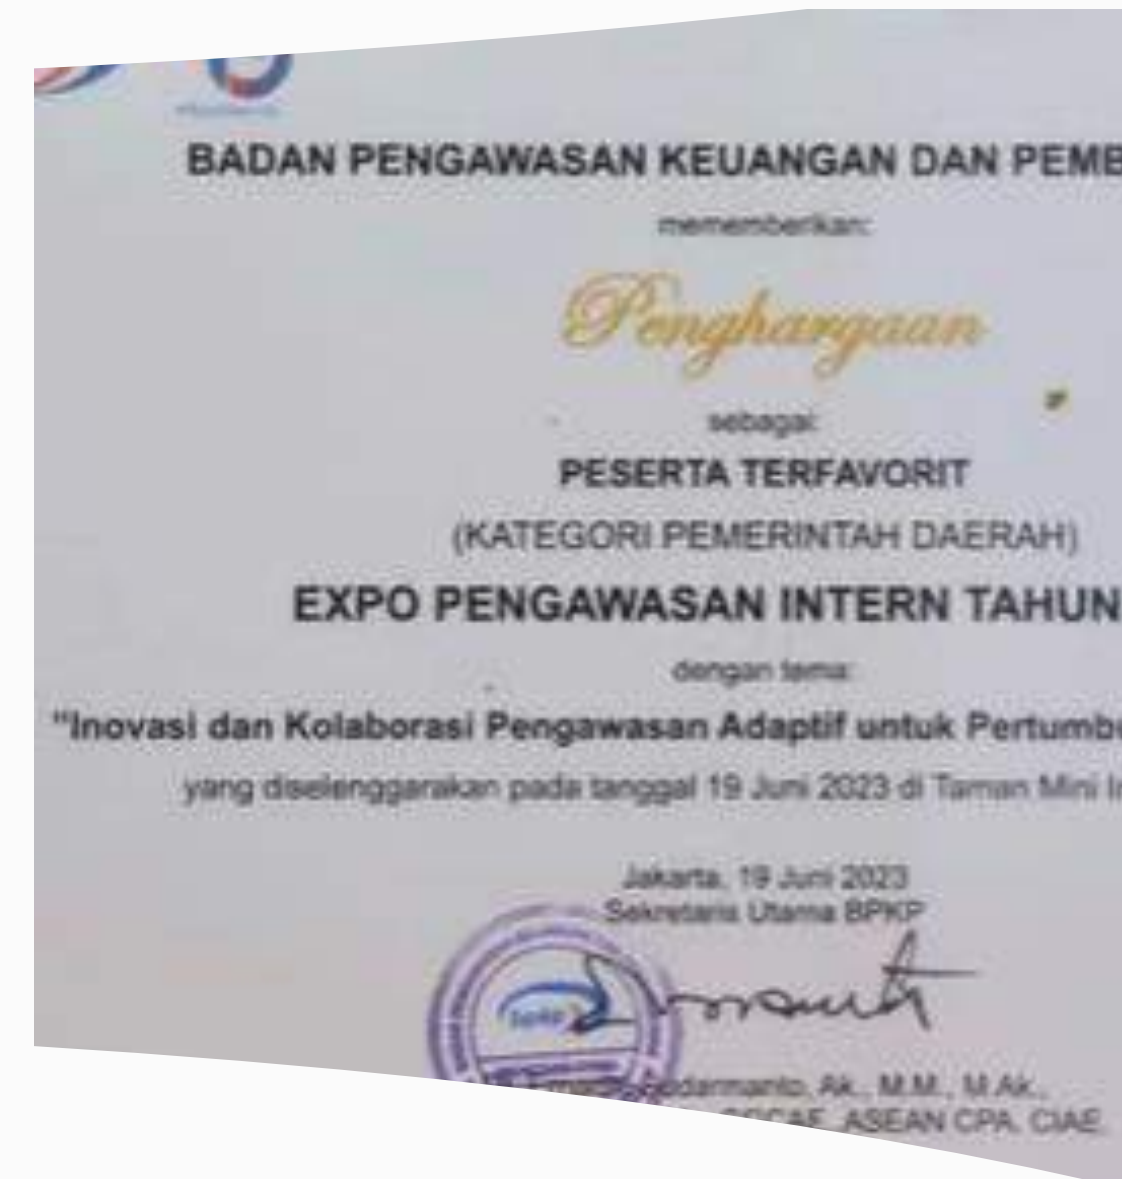 BADAN PENGAWASAN KEUANGAN DAN PEMB
mememberikan:
Penghargaan
sebagai:
PESERTA TERFAVORIT
(KATEGORI PEMERINTAH DAERAH)
EXPO PENGAWASAN INTERN TAHUN
dengan tema:
"Inovasi dan Kolaborasi Pengawasan Adaptif untuk Pertumb
yang diselenggarakan pada tanggal 19 Juni 2023 di Taman Mini
Jakarta, 19 Juni 2023
Sekretaris Utama BPKP
bpkp
Ak., M.M., M.Ak.,
ASEAN CPA, CIAE.